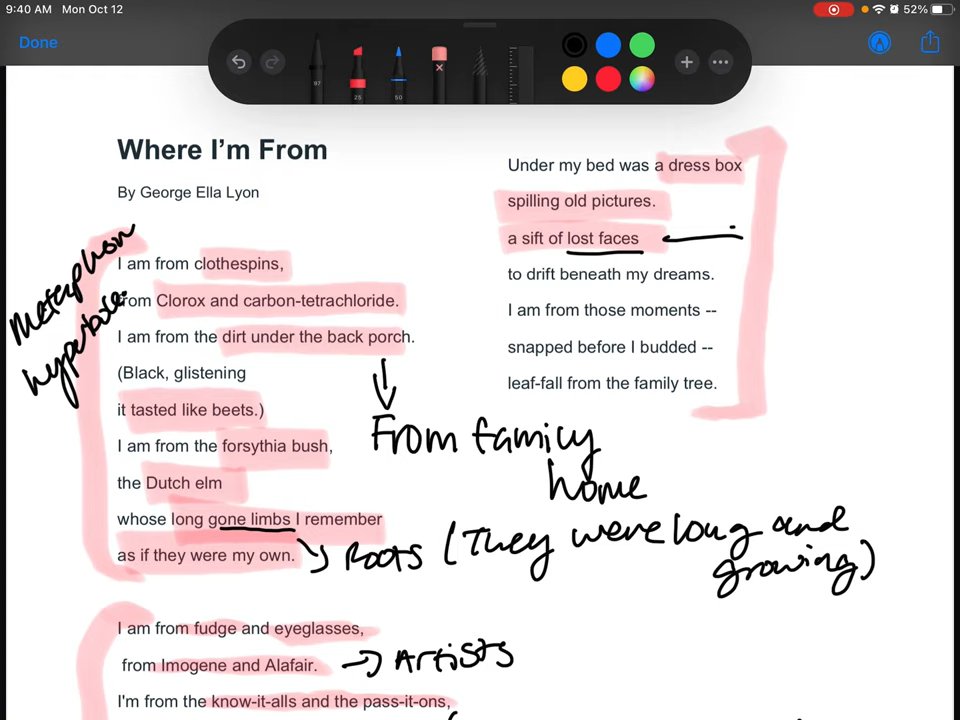 9:40 AM Mon Oct 12
52%
Done
97
25
50
Where I'm From
By George Ella Lyon
Metaphor
hyperbole.
I am from clothespins,
from Clorox and carbon-tetrachloride.
I am from the dirt under the back porch.
(Black, glistening
it tasted like beets.)
I am from the forsythia bush,
the Dutch elm
whose long gone limbs I remember
as if they were my own.
From family
home
Roots (They were long and
growing)
I am from fudge and eyeglasses,
from Imogene and Alafair.
Artists
I'm from the know-it-alls and the pass-it-ons,
Under my bed was a dress box
spilling old pictures.
a sift of lost faces
to drift beneath my dreams.
I am from those moments --
snapped before I budded --
leaf-fall from the family tree.